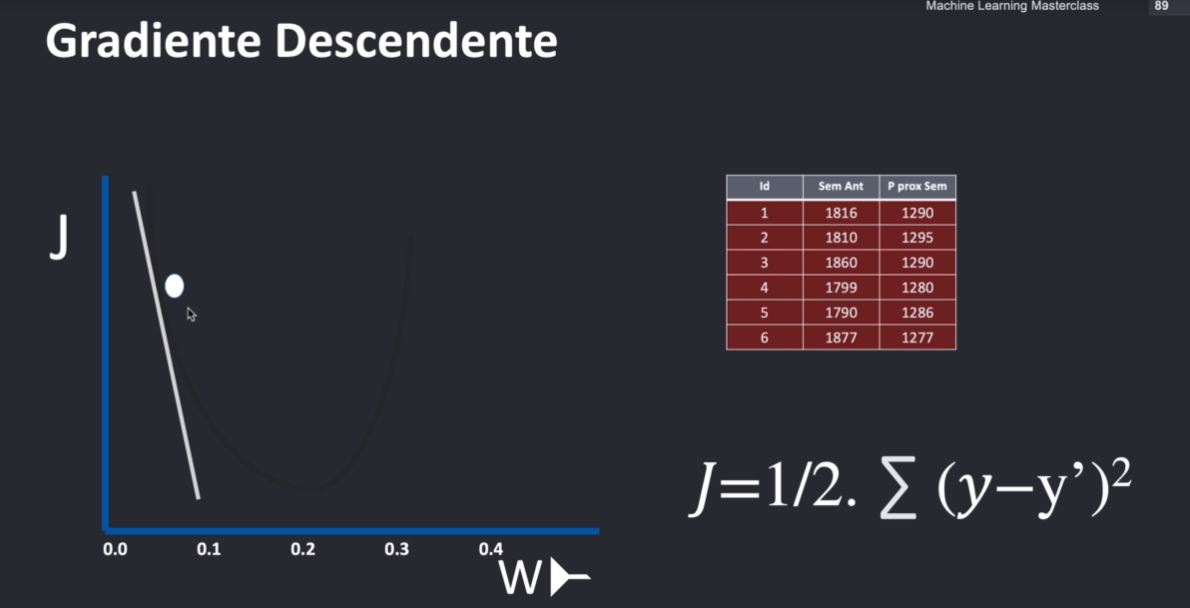 Machine Learning Masterclass 89
Gradiente Descendente
J
0.0 0.1 0.2 0.3 0.4
W
Id Sem Ant P prox Sem
1 1816 1290
2 1810 1295
3 1860 1290
4 1799 1280
5 1790 1286
6 1877 1277
J=1/2. ∑ (y−y’)²